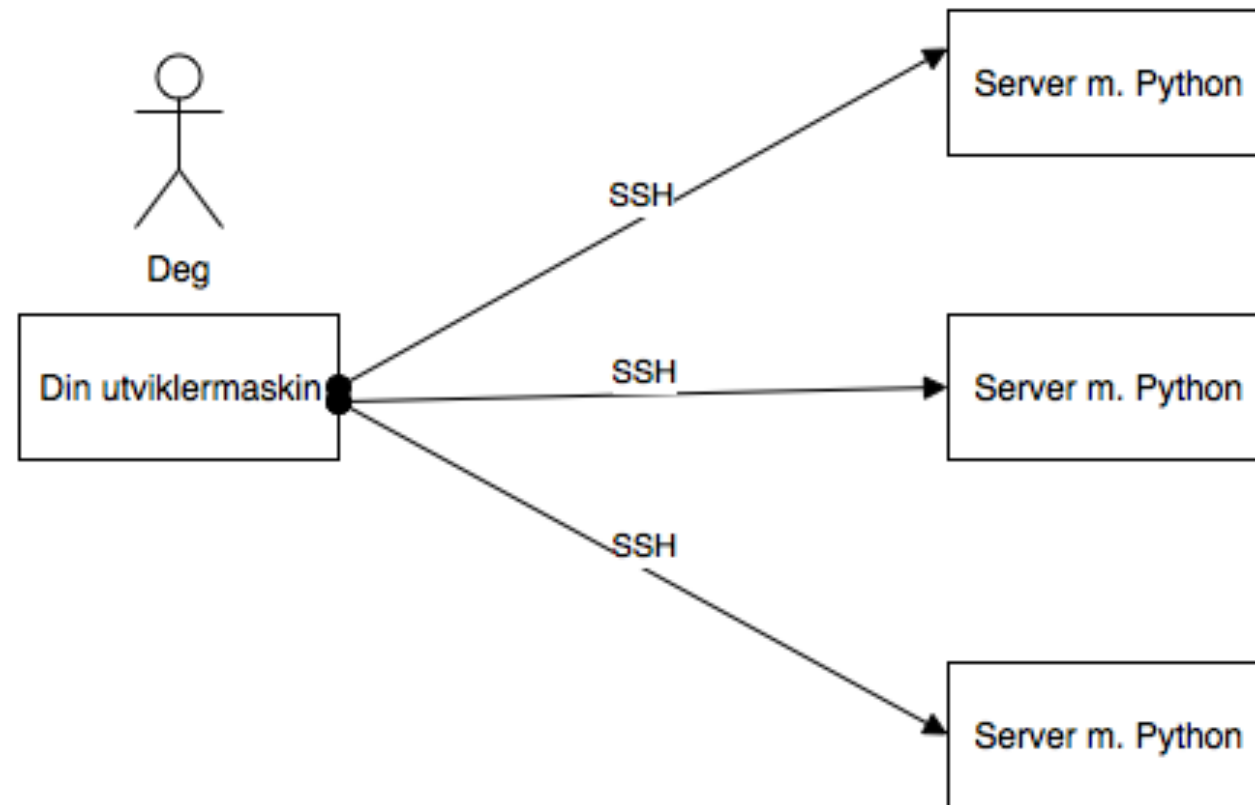 Server m. Python
SSH
Deg
Din utviklermaskin
SSH
Server m. Python
SSH
Server m. Python